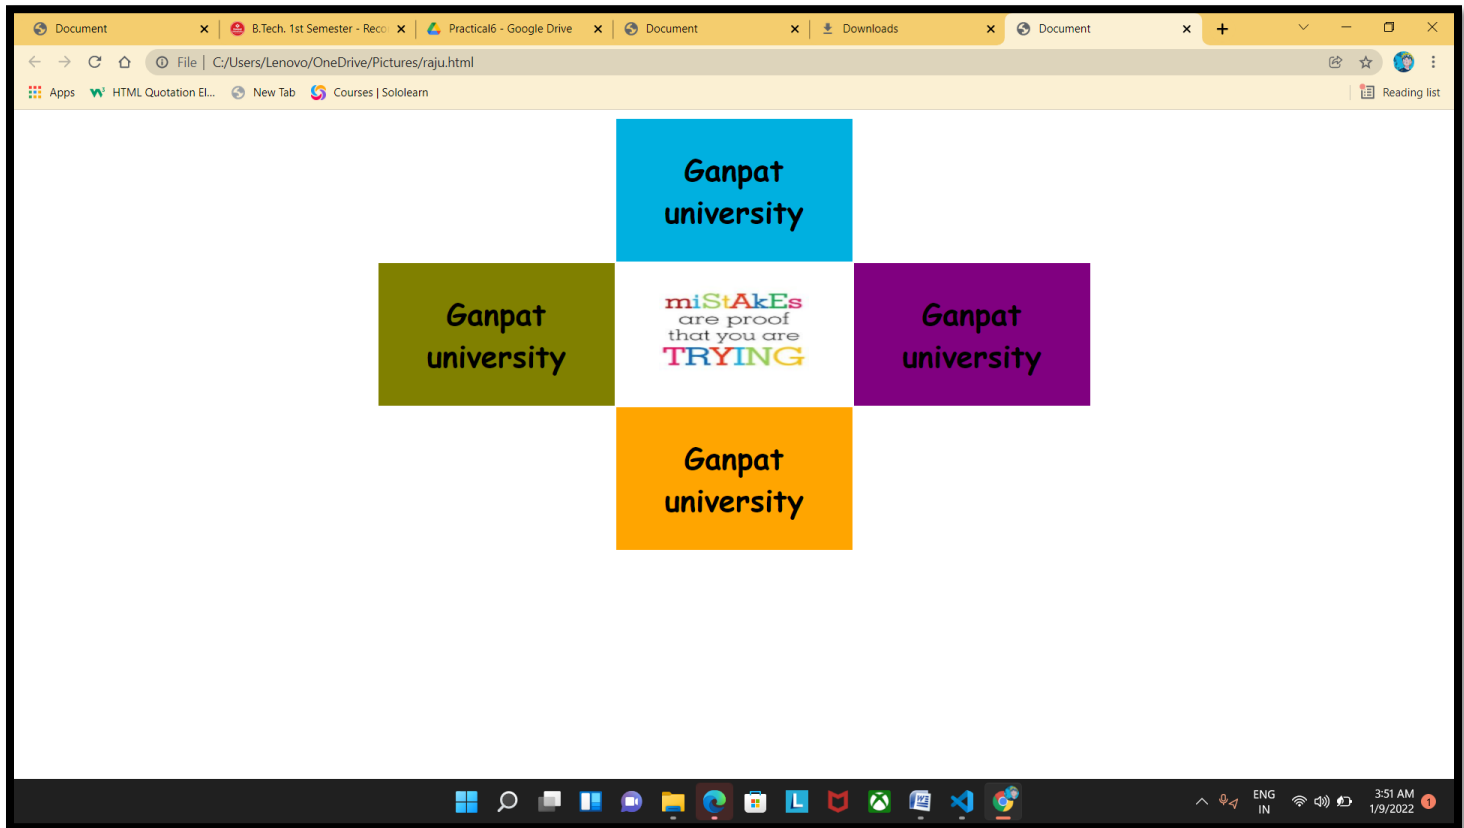 Document
B.Tech. 1st Semester - Reco
Practical6 - Google Drive
Document
Downloads
Document
File | C:/Users/Lenovo/OneDrive/Pictures/raju.html
Apps
HTML Quotation El...
New Tab
Courses | Sololearn
Reading list
Ganpat
university
Ganpat
university
miStAkEs
are proof
that you are
TRYING
Ganpat
university
Ganpat
university
ENG
IN
3:51 AM
1/9/2022
1